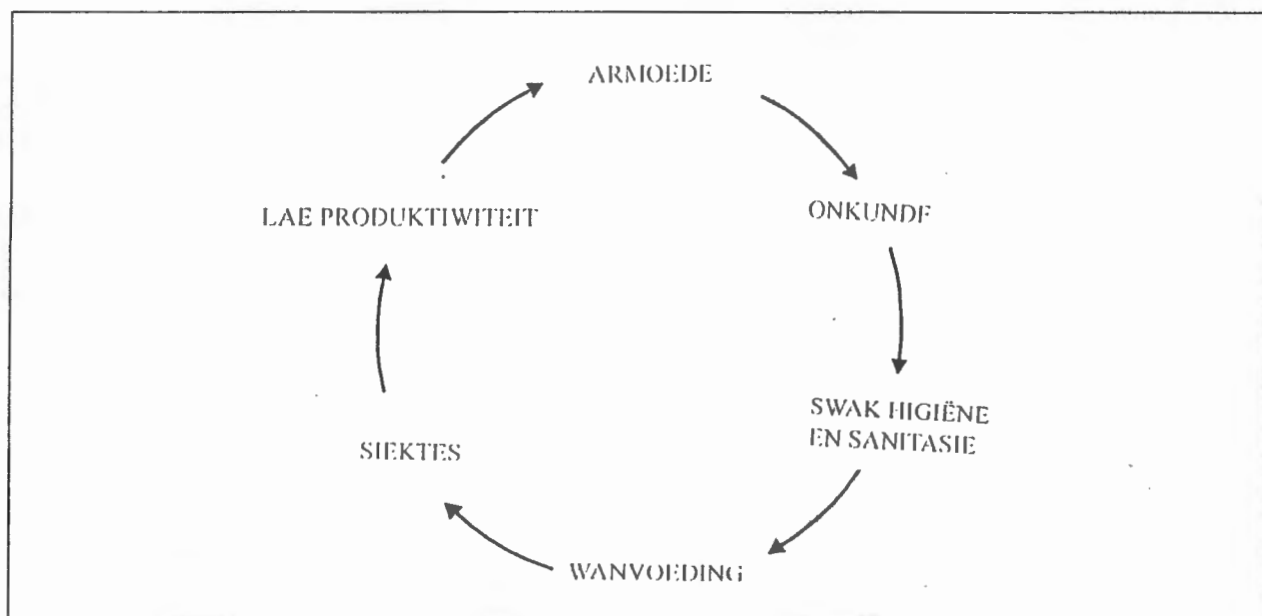 ARMOEDE
ONKUNDE
SWAK HIGIËNE
EN SANITASIE
WANVOEDING
SIEKTES
LAE PRODUKTIWITEIT